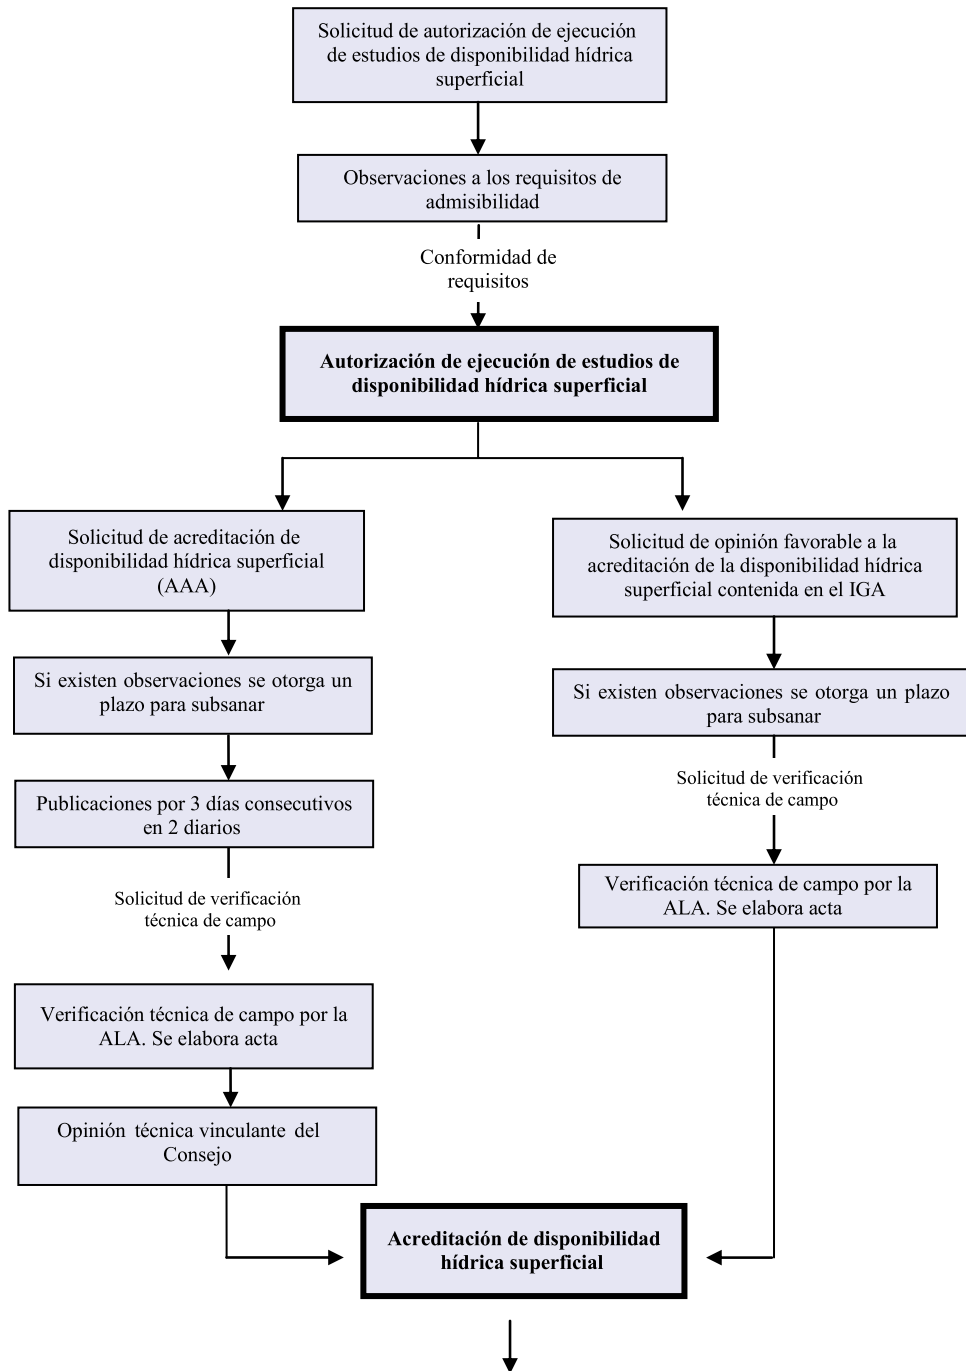 Solicitud de autorización de ejecución
de estudios de disponibilidad hídrica
superficial
Observaciones a los requisitos de
admisibilidad
Conformidad de
requisitos
Autorización de ejecución de estudios de
disponibilidad hídrica superficial
Solicitud de acreditación de
disponibilidad hídrica superficial
(AAA)
Si existen observaciones se otorga un
plazo para subsanar
Publicaciones por 3 días consecutivos
en 2 diarios
Solicitud de verificación
técnica de campo
Verificación técnica de campo por la
ALA. Se elabora acta
Opinión técnica vinculante del
Consejo
Solicitud de opinión favorable a la
acreditación de la disponibilidad hídrica
superficial contenida en el IGA
Si existen observaciones se otorga un plazo
para subsanar
Solicitud de verificación
técnica de campo
Verificación técnica de campo por la
ALA. Se elabora acta
Acreditación de disponibilidad
hídrica superficial